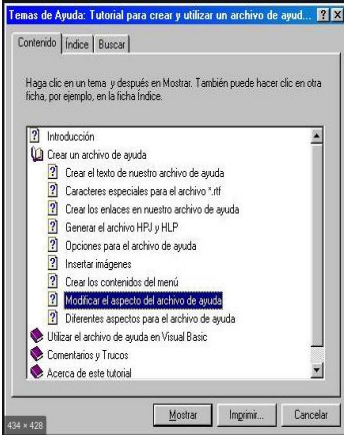 Temas de Ayuda: Tutorial para crear y utilizar un archivo de ayud...
Contenido
Índice
Buscar
Haga clic en un tema y después en Mostrar. También puede hacer clic en otra
ficha, por ejemplo, en la ficha Índice.
Introducción
Crear un archivo de ayuda
Crear el texto de nuestro archivo de ayuda
Caracteres especiales para el archivo *.rtf
Crear los enlaces en nuestro archivo de ayuda
Generar el archivo HPJ y HLP
Opciones para el archivo de ayuda
Insertar imágenes
Crear los contenidos del menú
Modificar el aspecto del archivo de ayuda
Diferentes aspectos para el archivo de ayuda
Utilizar el archivo de ayuda en Visual Basic
Comentarios y Trucos
Acerca de este tutorial
Mostrar
Imprimir...
Cancelar
434 × 428